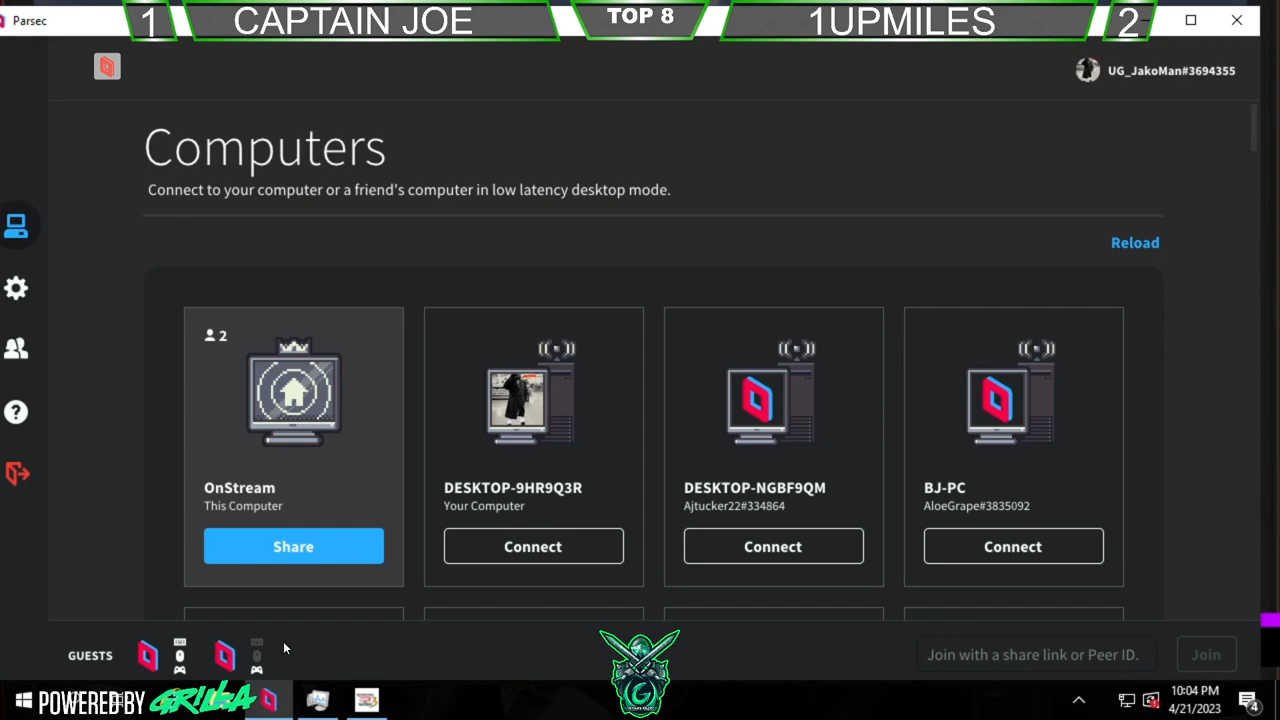 Parsec
1
CAPTAIN JOE
TOP 8
1UPMILES
2
UG_JakoMan#3694355
Computers
Connect to your computer or a friend's computer in low latency desktop mode.
Reload
2
OnStream
This Computer
Share
DESKTOP-9HR9Q3R
Your Computer
Connect
DESKTOP-NGBF9QM
Ajtucker22#334864
Connect
BJ-PC
AloeGrape#3835092
Connect
GUESTS
Join with a share link or Peer ID.
Join
POWERED BY GRILLA
G
10:04 PM
4/21/2023
4